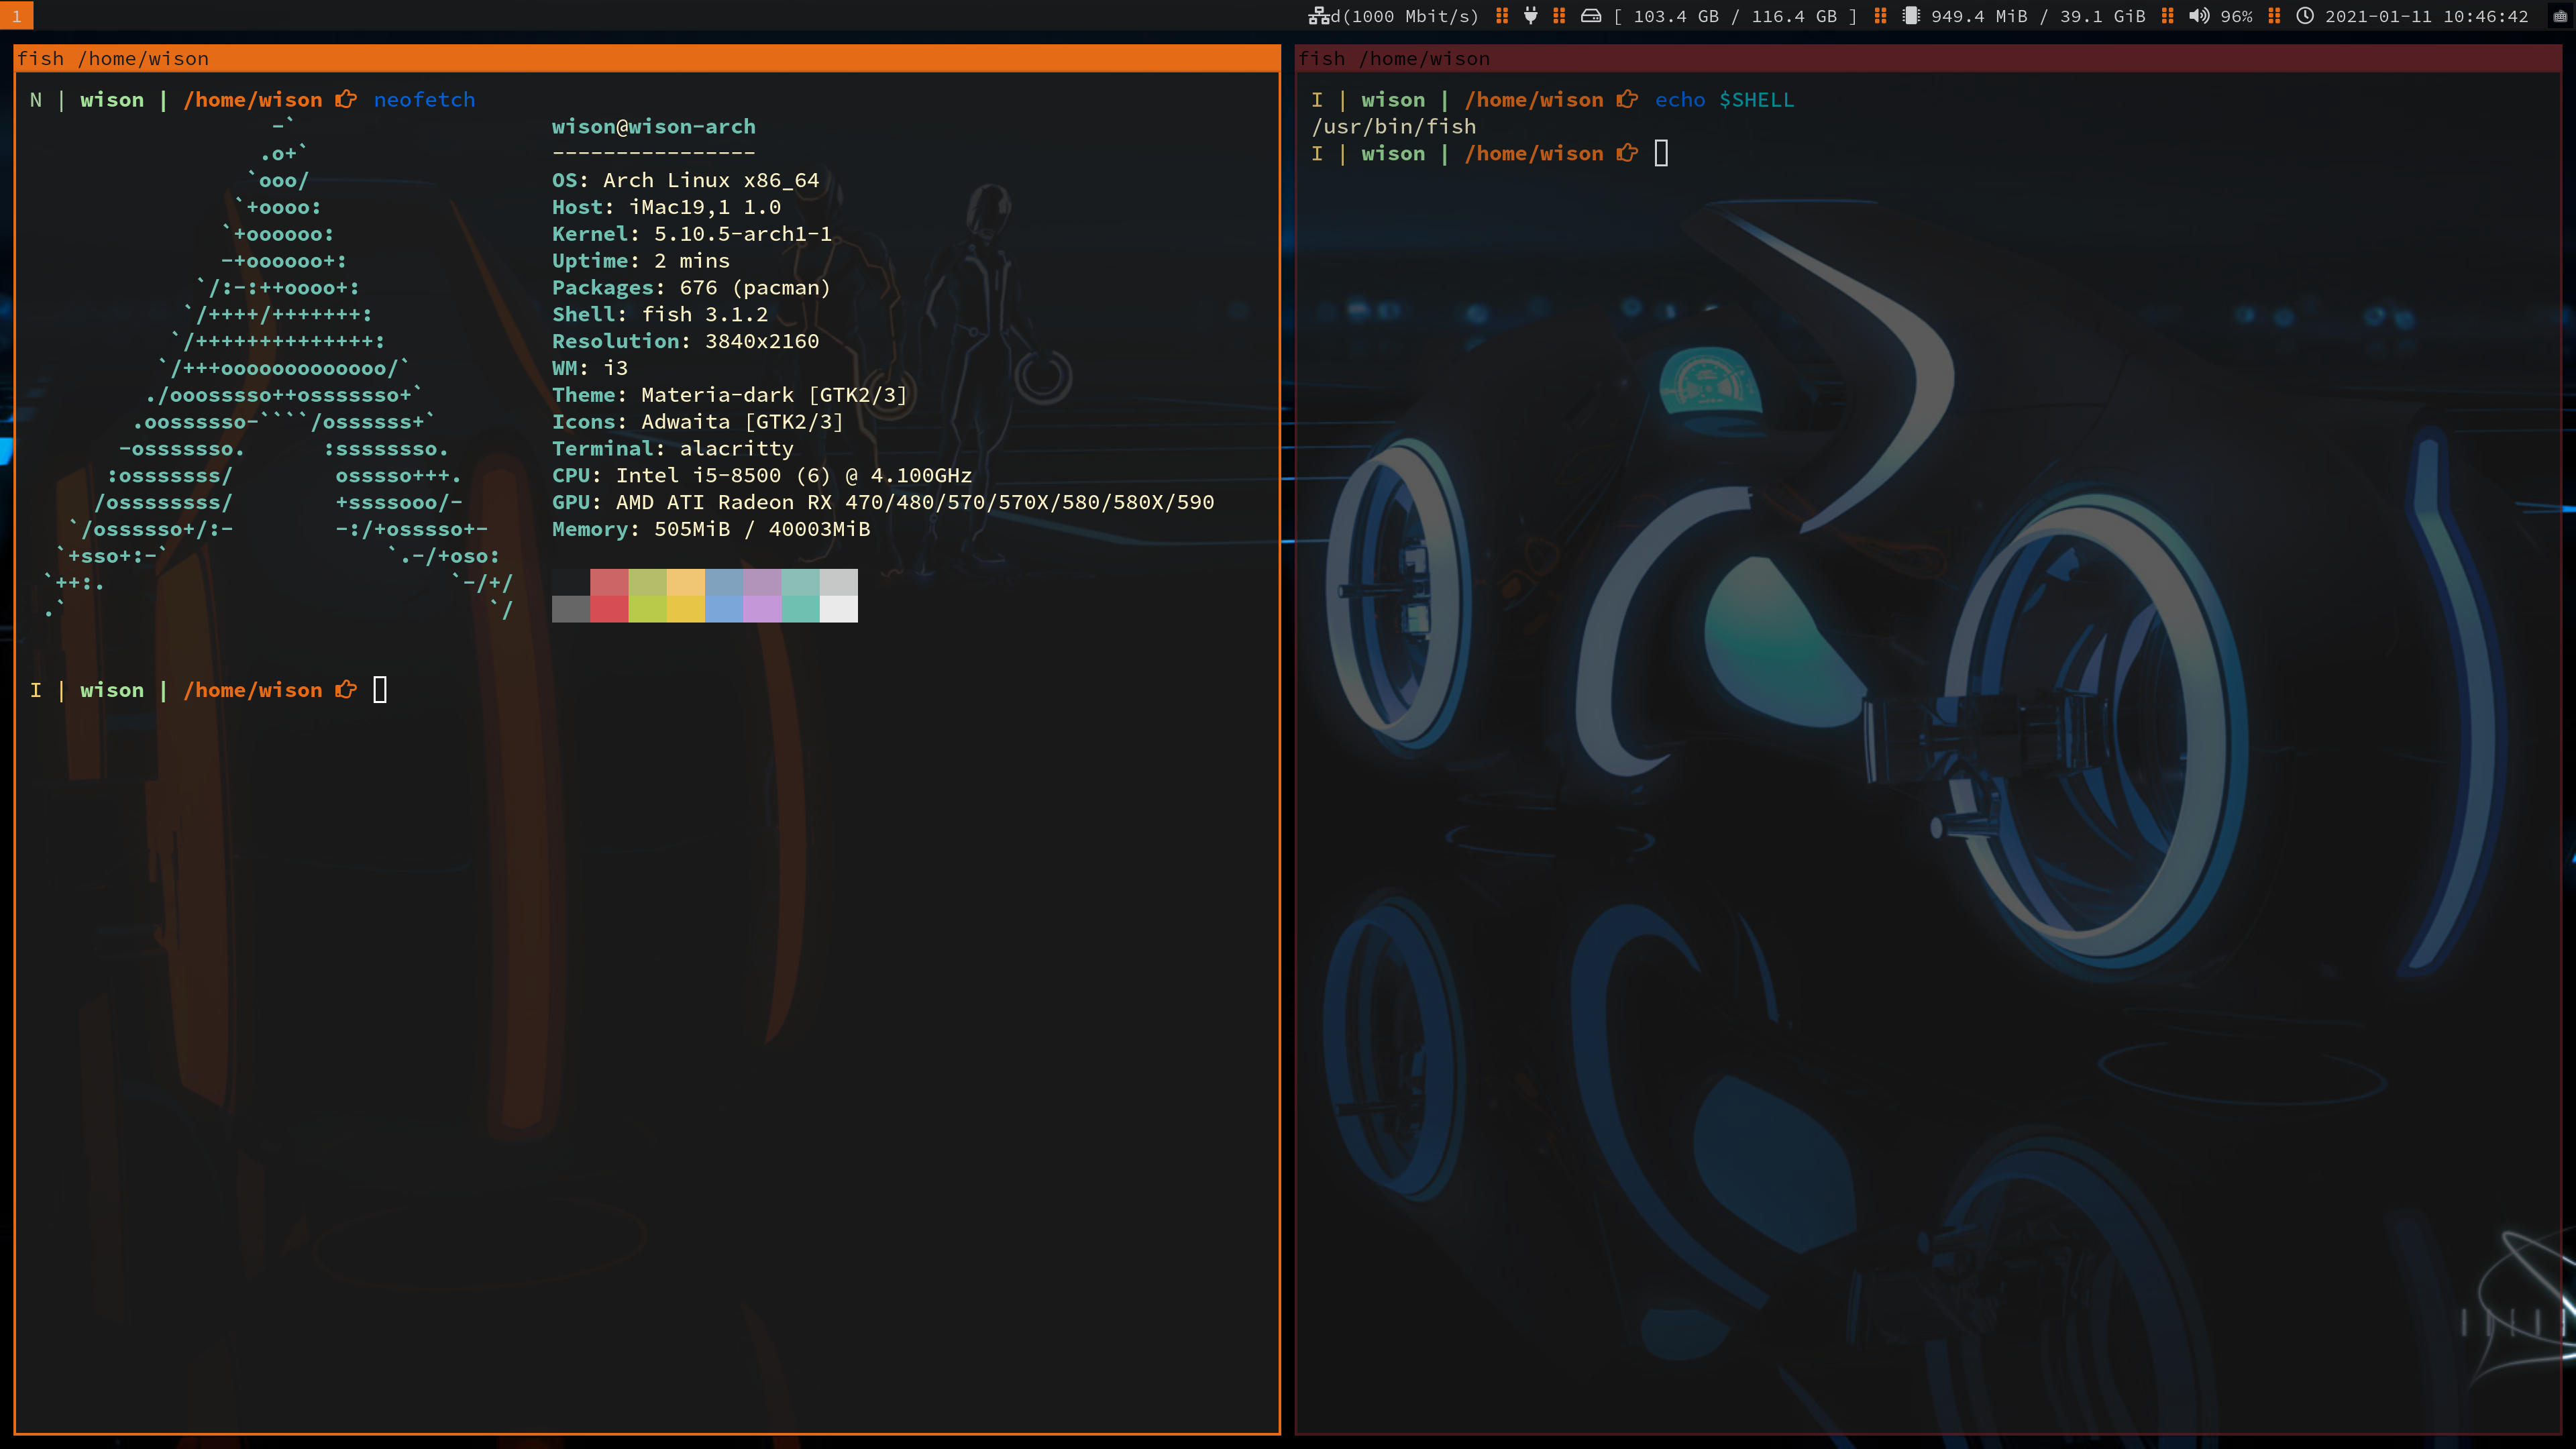 1 d(1000 Mbit/s) [ 103.4 GB / 116.4 GB ] 949.4 MiB / 39.1 GiB 96% 2021-01-11 10:46:42
fish /home/wison
N | wison | /home/wison neofetch
                   -`
                  .o+`
                 `ooo/
                `+oooo:
               `+oooooo:
               -+oooooo+:
             `/:-:++oooo+:
            `/++++/+++++++:
           `/++++++++++++++:
          `/+++ooooooooooooo/`
         ./ooosssso++osssssso+`
        .oossssso-````/ossssss+`
       -osssssso.      :ssssssso.
      :osssssss/        osssso+++.
     /ossssssss/        +ssssooo/-
   `/ossssso+/:-        -:/+osssso+-
  `+sso+:-`                 `.-/+oso:
 `++:.                           `-/+/
 .`                                 `/
wison@wison-arch
----------------
OS: Arch Linux x86_64
Host: iMac19,1 1.0
Kernel: 5.10.5-arch1-1
Uptime: 2 mins
Packages: 676 (pacman)
Shell: fish 3.1.2
Resolution: 3840x2160
WM: i3
Theme: Materia-dark [GTK2/3]
Icons: Adwaita [GTK2/3]
Terminal: alacritty
CPU: Intel i5-8500 (6) @ 4.100GHz
GPU: AMD ATI Radeon RX 470/480/570/570X/580/580X/590
Memory: 505MiB / 40003MiB
I | wison | /home/wison
fish /home/wison
I | wison | /home/wison echo $SHELL
/usr/bin/fish
I | wison | /home/wison